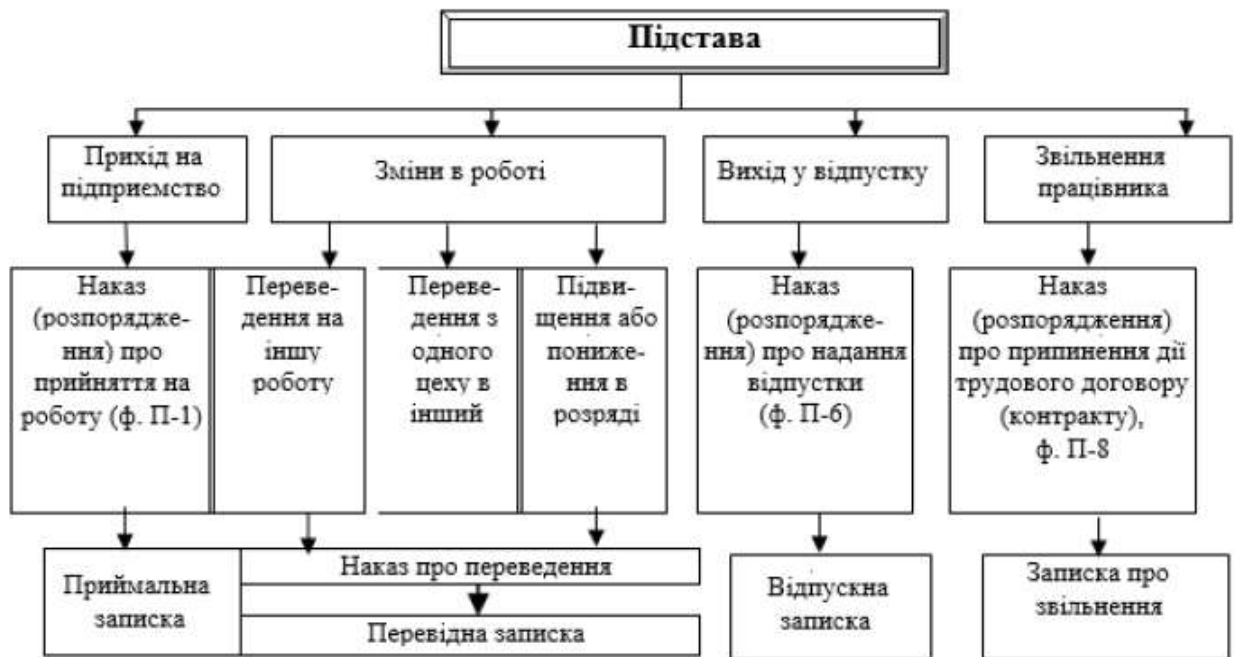 Підстава
Прихід на
підприємство
Зміни в роботі
Вихід у відпустку
Звільнення
працівника
Наказ
(розпорядже-
ння) про
прийняття на
роботу (ф. П-1)
Переве-
дення на
іншу
роботу
Переве-
дення з
одного
цеху в
інший
Підви-
щення або
пониже-
ння в
розряді
Наказ
(розпорядже-
ння) про надання
відпустки
(ф. П-6)
Наказ
(розпорядження)
про припинення дії
трудового договору
(контракту),
ф. П-8
Приймальна
записка
Наказ про переведення
Перевідна записка
Відпускна
записка
Записка про
звільнення